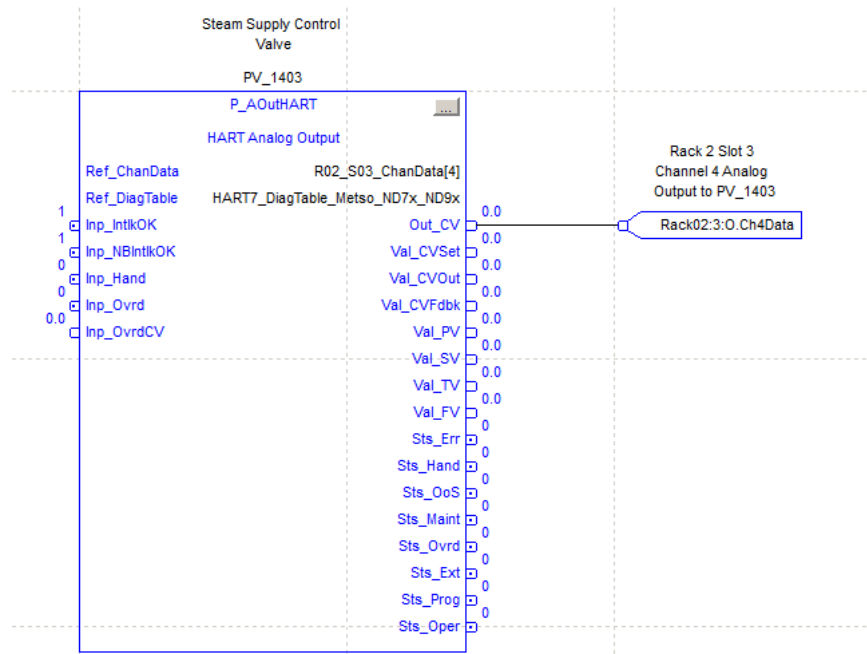 Steam Supply Control
Valve
PV_1403
P_AOutHART
...
HART Analog Output
Ref_ChanData R02_S03_ChanData[4]
Ref_DiagTable HART7_DiagTable_Metso_ND7x_ND9x
1 Inp_IntlkOK Out_CV 0.0
1 Inp_NBIntlkOK Val_CVSet 0.0
0 Inp_Hand Val_CVOut 0.0
0 Inp_Ovrd Val_CVFdbk 0.0
0.0 Inp_OvrdCV Val_PV 0.0
Val_SV 0.0
Val_TV 0.0
Val_FV 0.0
Sts_Err 0
Sts_Hand 0
Sts_OoS 0
Sts_Maint 0
Sts_Ovrd 0
Sts_Ext 0
Sts_Prog 0
Sts_Oper 0
Rack 2 Slot 3
Channel 4 Analog
Output to PV_1403
Rack02:3:O.Ch4Data